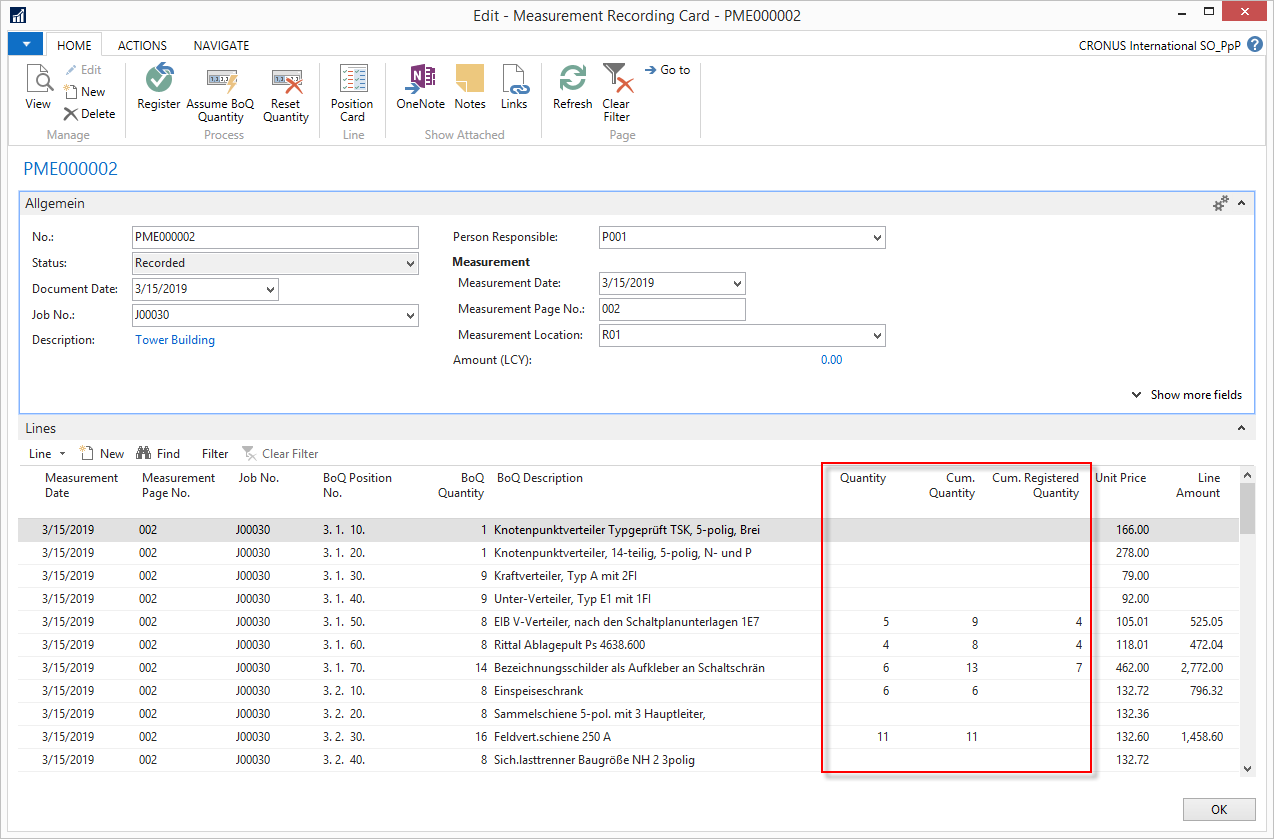 Edit - Measurement Recording Card - PME000002
HOME ACTIONS NAVIGATE CRONUS International SO_PpP ?
View Edit New Delete Manage
Register Assume BoQ Quantity Reset Quantity Process
Position Card Line
OneNote Notes Links Show Attached
Refresh Clear Filter Go to Page
PME000002
Allgemein
No.: PME000002 Person Responsible: P001
Status: Recorded Measurement
Document Date: 3/15/2019 Measurement Date: 3/15/2019
Job No.: J00030 Measurement Page No.: 002
Description: Tower Building Measurement Location: R01
Amount (LCY): 0.00
Show more fields
Lines
Line New Find Filter Clear Filter
Measurement Date Measurement Page No. Job No. BoQ Position No. BoQ Quantity BoQ Description Quantity Cum. Quantity Cum. Registered Quantity Unit Price Line Amount
3/15/2019 002 J00030 3. 1. 10. 1 Knotenpunktverteiler Typgeprüft TSK, 5-polig, Brei 166.00
3/15/2019 002 J00030 3. 1. 20. 1 Knotenpunktverteiler, 14-teilig, 5-polig, N- und P 278.00
3/15/2019 002 J00030 3. 1. 30. 9 Kraftverteiler, Typ A mit 2FI 79.00
3/15/2019 002 J00030 3. 1. 40. 9 Unter-Verteiler, Typ E1 mit 1FI 92.00
3/15/2019 002 J00030 3. 1. 50. 8 EIB V-Verteiler, nach den Schaltplanunterlagen 1E7 5 9 4 105.01 525.05
3/15/2019 002 J00030 3. 1. 60. 8 Rittal Ablagepult Ps 4638.600 4 8 4 118.01 472.04
3/15/2019 002 J00030 3. 1. 70. 14 Bezeichnungsschilder als Aufkleber an Schaltschrän 6 13 7 462.00 2,772.00
3/15/2019 002 J00030 3. 2. 10. 8 Einspeiseschrank 6 6 132.72 796.32
3/15/2019 002 J00030 3. 2. 20. 8 Sammelschiene 5-pol. mit 3 Hauptleiter, 132.36
3/15/2019 002 J00030 3. 2. 30. 16 Feldvert.schiene 250 A 11 11 132.60 1,458.60
3/15/2019 002 J00030 3. 2. 40. 8 Sich.lasttrenner Baugröße NH 2 3polig 132.72
OK